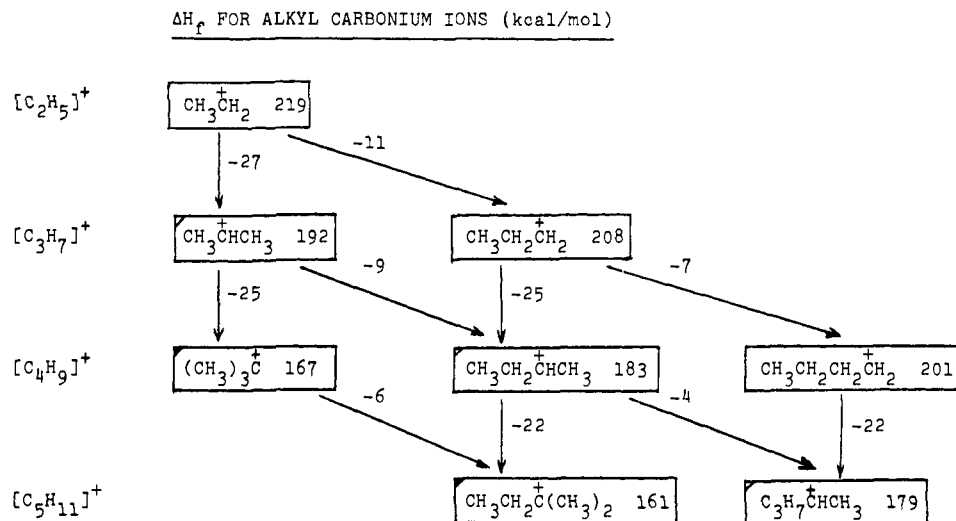 ΔH_f FOR ALKYL CARBONIUM IONS (kcal/mol)
[C₂H₅]⁺ CH₃C⁺H₂ 219
-27 -11
[C₃H₇]⁺ CH₃C⁺HCH₃ 192 CH₃CH₂C⁺H₂ 208
-25 -9 -25 -7
[C₄H₉]⁺ (CH₃)₃C⁺ 167 CH₃CH₂C⁺HCH₃ 183 CH₃CH₂CH₂C⁺H₂ 201
-6 -22 -4 -22
[C₅H₁₁]⁺ CH₃CH₂C⁺(CH₃)₂ 161 C₃H₇C⁺HCH₃ 179